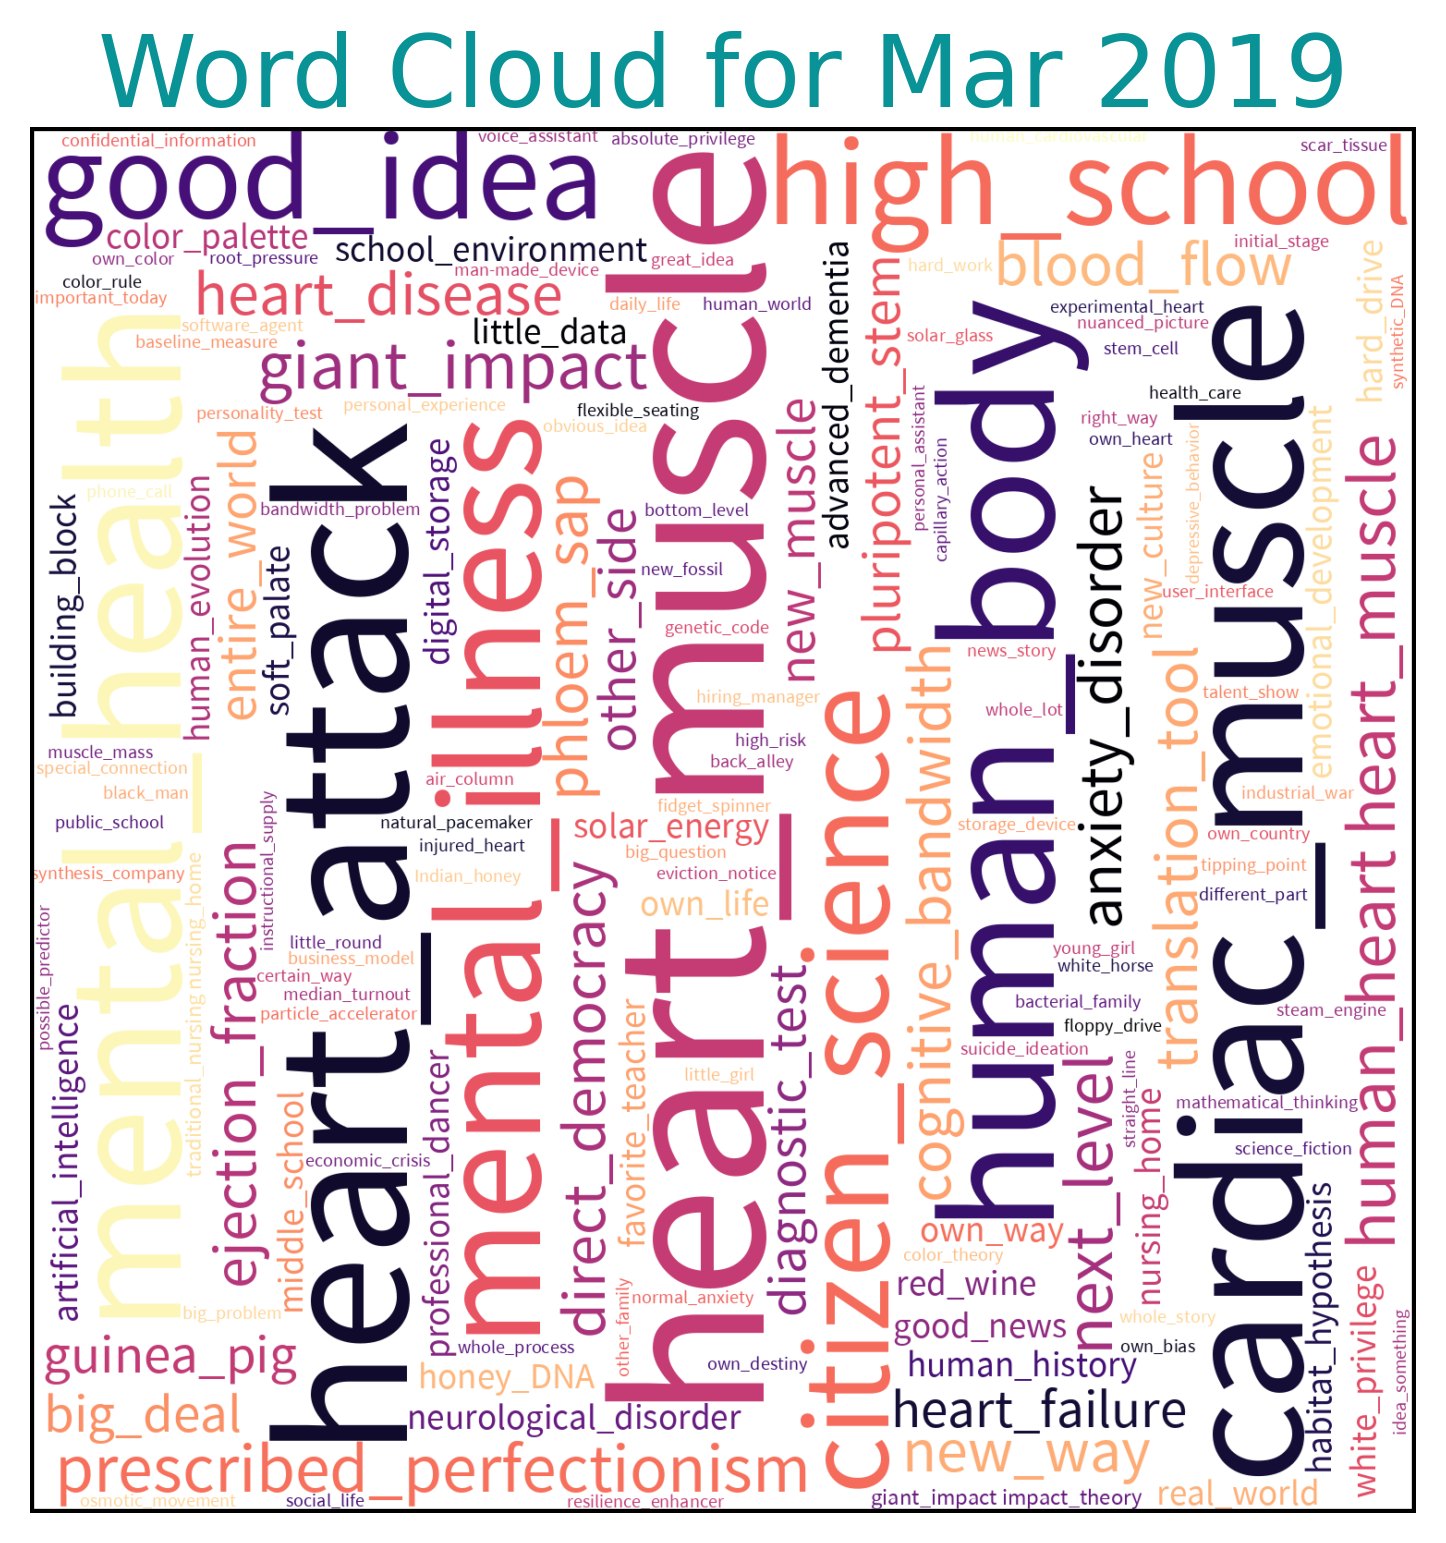 Word Cloud for Mar 2019
confidential_information
good_idea
voice_assistant
absolute_privilege
high_school
human_cardiovascular
scar_tissue
color_palette
own_color
root_pressure
school_environment
man-made_device
great_idea
hard_work
blood_flow
initial_stage
color_rule
important_today
heart_disease
daily_life
human_world
experimental_heart
nuanced_picture
software_agent
baseline_measure
little_data
giant_impact
solar_glass
stem_cell
hard_drive
synthetic_DNA
advanced_dementia
pluripotent_stem
personality_test
personal_experience
flexible_seating
obvious_idea
health_care
right_way
own_heart
personal_assistant
capillary_action
mental_health
phone_call
building_block
human_evolution
entire_world
soft_palate
bandwidth_problem
heart_attack
digital_storage
mental_illness
phloem_sap
other_side
heart_muscle
bottom_level
new_fossil
genetic_code
new_muscle
human_body
anxiety_disorder
new_culture
depressive_behavior
user_interface
cardiac_muscle
emotional_development
human_heart
heart_muscle
news_story
whole_lot
hiring_manager
talent_show
high_risk
back_alley
muscle_mass
special_connection
black_man
public_school
air_column
natural_pacemaker
injured_heart
Indian_honey
fidget_spinner
solar_energy
big_question
eviction_notice
own_life
citizen_science
cognitive_bandwidth
storage_device
translation_tool
industrial_war
own_country
tipping_point
different_part
synthesis_company
possible_predictor
nursing_home
traditional_nursing
ejection_fraction
instructional_supply
little_round
business_model
certain_way
median_turnout
particle_accelerator
direct_democracy
favorite_teacher
little_girl
diagnostic_test
young_girl
white_horse
bacterial_family
floppy_drive
suicide_ideation
steam_engine
artificial_intelligence
middle_school
economic_crisis
professional_dancer
next_level
straight_line
nursing_home
mathematical_thinking
science_fiction
habitat_hypothesis
own_way
color_theory
red_wine
good_news
human_history
whole_story
own_bias
white_privilege
idea_something
big_problem
guinea_pig
whole_process
other_family
normal_anxiety
own_destiny
honey_DNA
big_deal
neurological_disorder
heart_failure
new_way
prescribed_perfectionism
osmotic_movement
social_life
resilience_enhancer
giant_impact
impact_theory
real_world